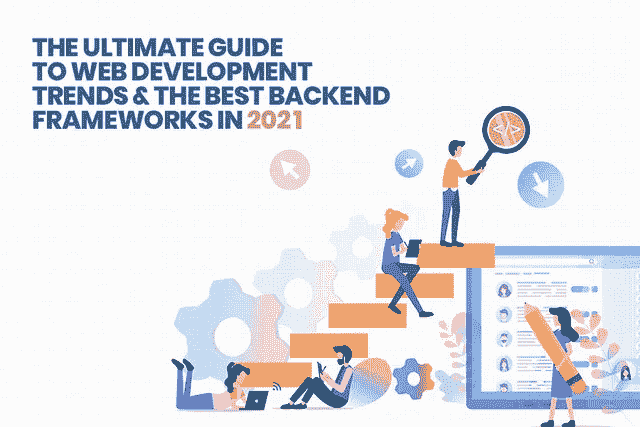 THE ULTIMATE GUIDE
TO WEB DEVELOPMENT
TRENDS & THE BEST BACKEND
FRAMEWORKS IN 2021